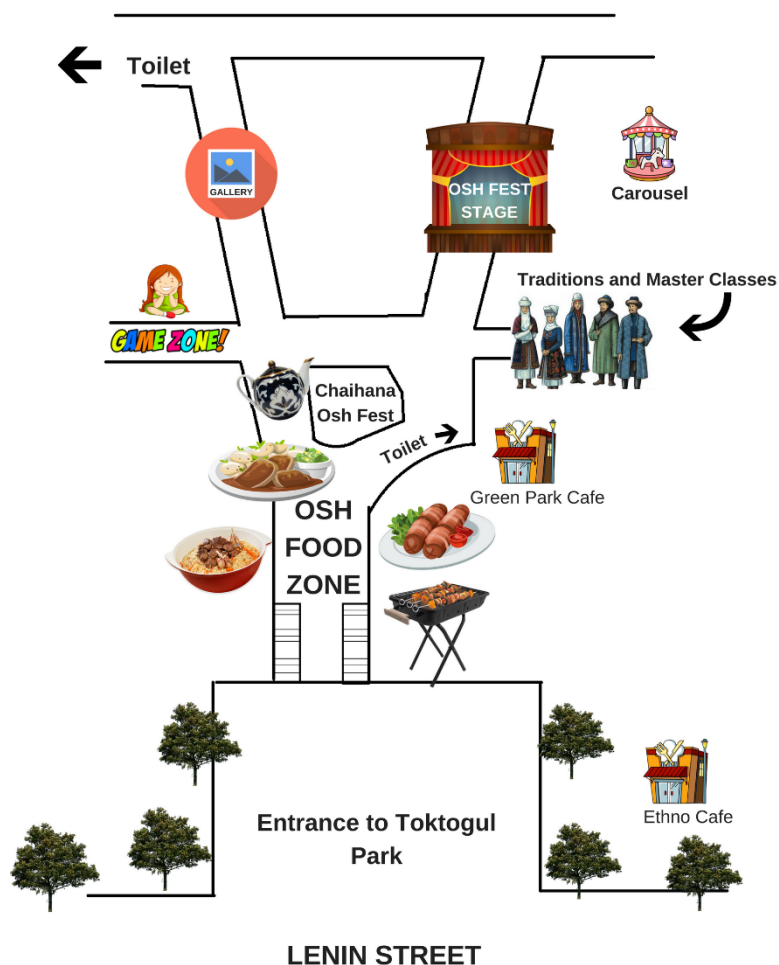 Toilet
GALLERY
OSH FEST
STAGE
Carousel
Traditions and Master Classes
GAME ZONE!
Chaihana
Osh Fest
Toilet
Green Park Cafe
OSH
FOOD
ZONE
Ethno Cafe
Entrance to Toktogul
Park
LENIN STREET